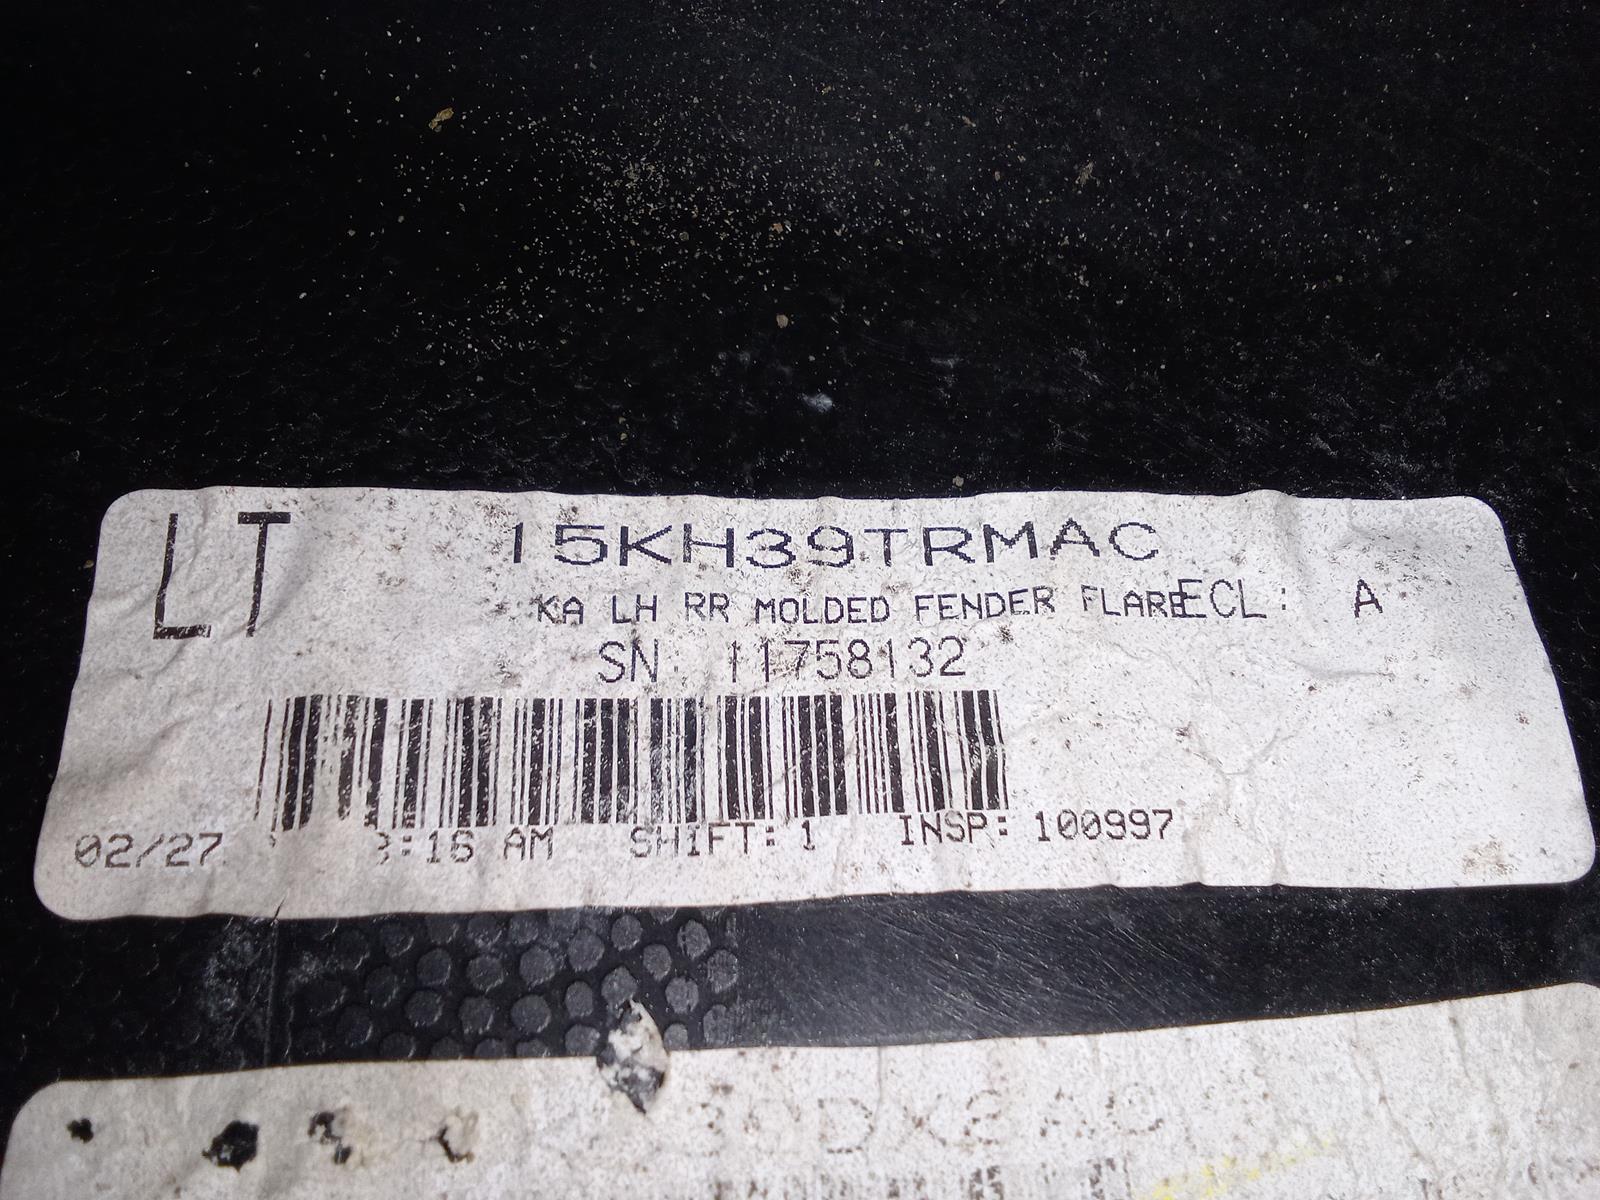 LT 15KH39TRMAC
KA LH RR MOLDED FENDER FLARE ECL: A
SN: 11758132
02/27 :16 AM SHIFT: 1 INSP: 100997